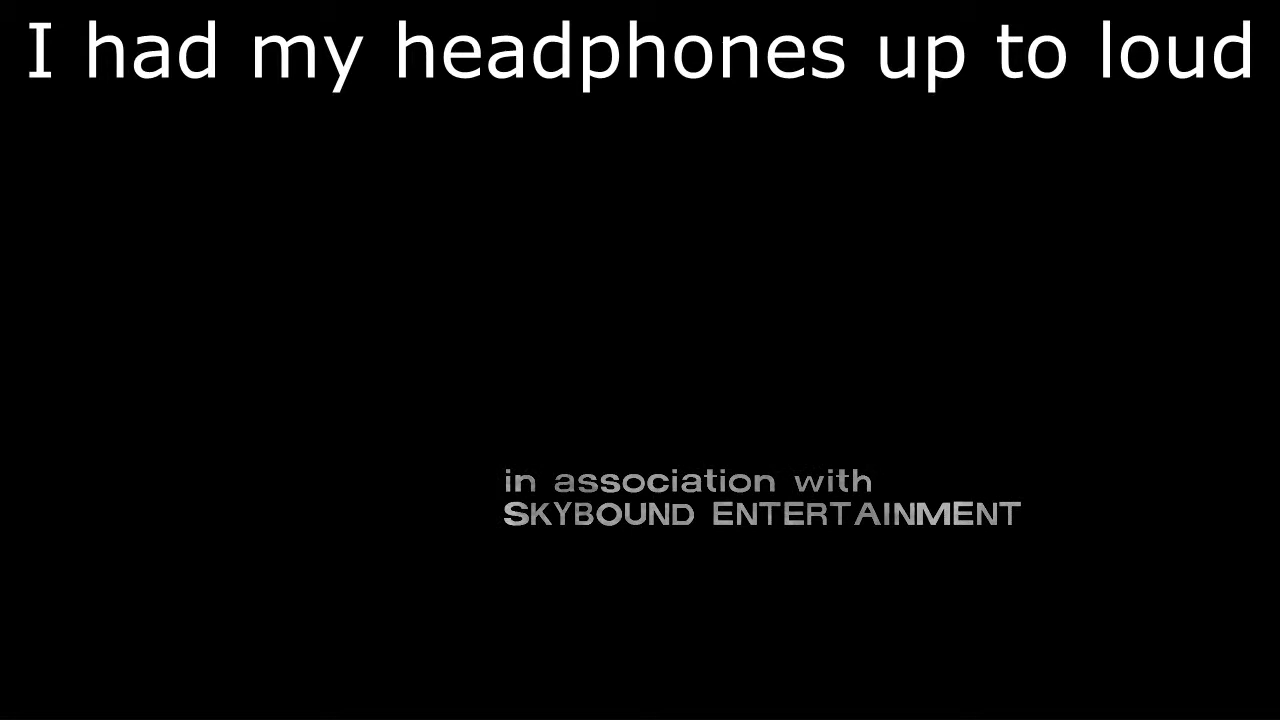 I had my headphones up to loud
in association with
SKYBOUND ENTERTAINMENT